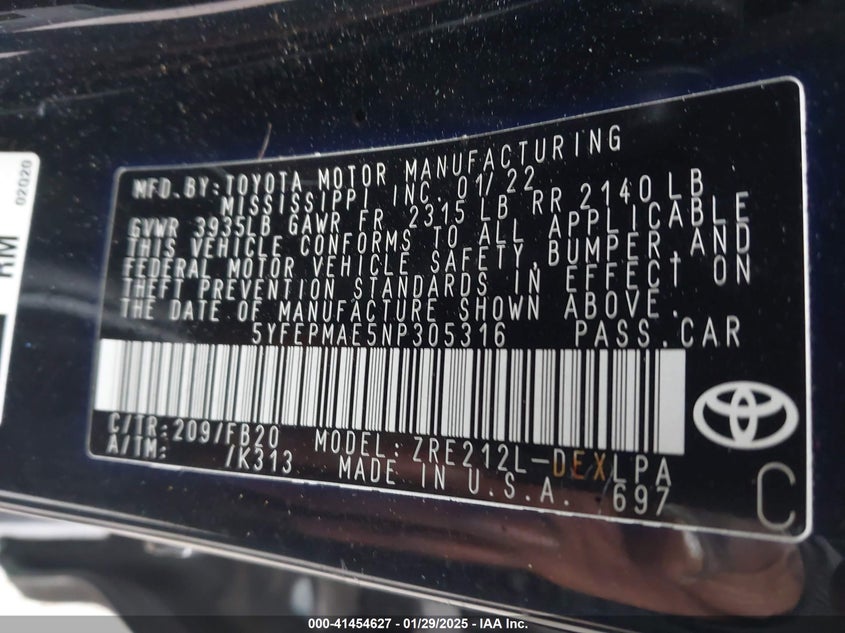 02020
RM
MFD.BY:TOYOTA MOTOR MANUFACTURING
MISSISSIPPI INC. 01/22
GVWR 3935LB GAWR FR 2315 LB RR 2140LB
THIS VEHICLE CONFORMS TO ALL APPLICABLE
FEDERAL MOTOR VEHICLE SAFETY,BUMPER,AND
THEFT PREVENTION STANDARDS IN EFFECT ON
THE DATE OF MANUFACTURE SHOWN ABOVE.
5YFEPMAE5NP305316 PASS.CAR
C/TR:209/FB20 MODEL:ZRE212L-DEXLPA
A/TM: /K313 MADE IN U.S.A. 697
C
000-41454627 - 01/29/2025 - IAA Inc.